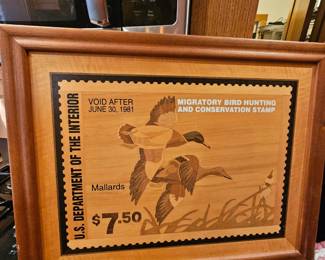 U.S. DEPARTMENT OF THE INTERIOR
VOID AFTER
JUNE 30, 1981
MIGRATORY BIRD HUNTING
AND CONSERVATION STAMP
Mallards
$7.50